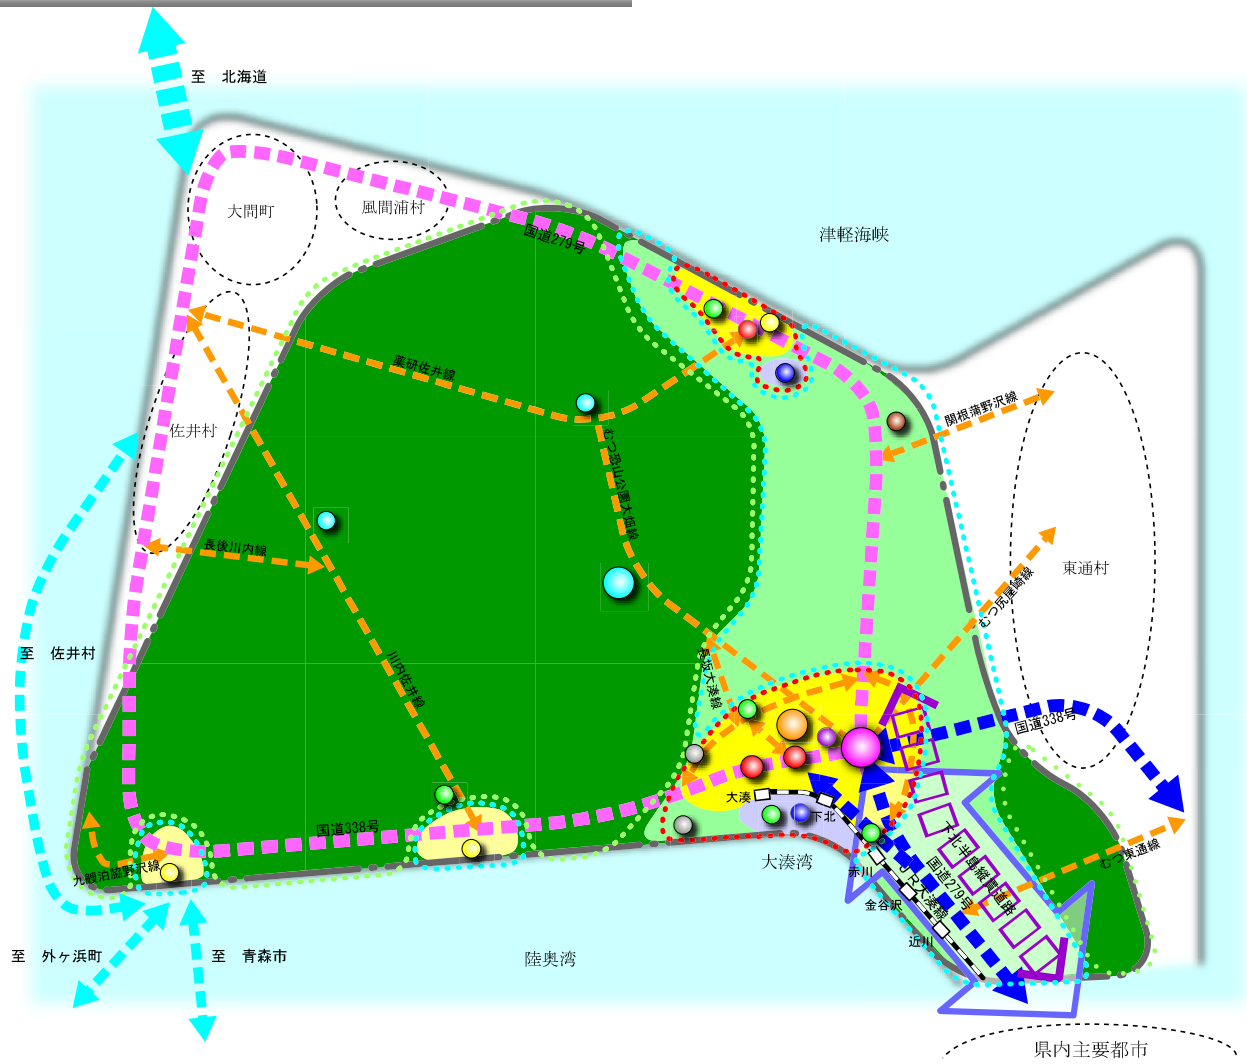 至　北海道
大間町
風間浦村
国道279号
津軽海峡
薬研佐井線
関根蒲野沢線
佐井村
むつ恐山公園大畑線
長後川内線
東通村
むつ尻屋崎線
至　佐井村
川内佐井線
長坂大湊線
国道338号
大湊
下北
国道338号
下北半島縦貫道路
国道279号
JR大湊線
むつ東通線
大湊湾
赤川
金谷沢
近川
九艘泊脇野沢線
至　外ヶ浜町
至　青森市
陸奥湾
県内主要都市